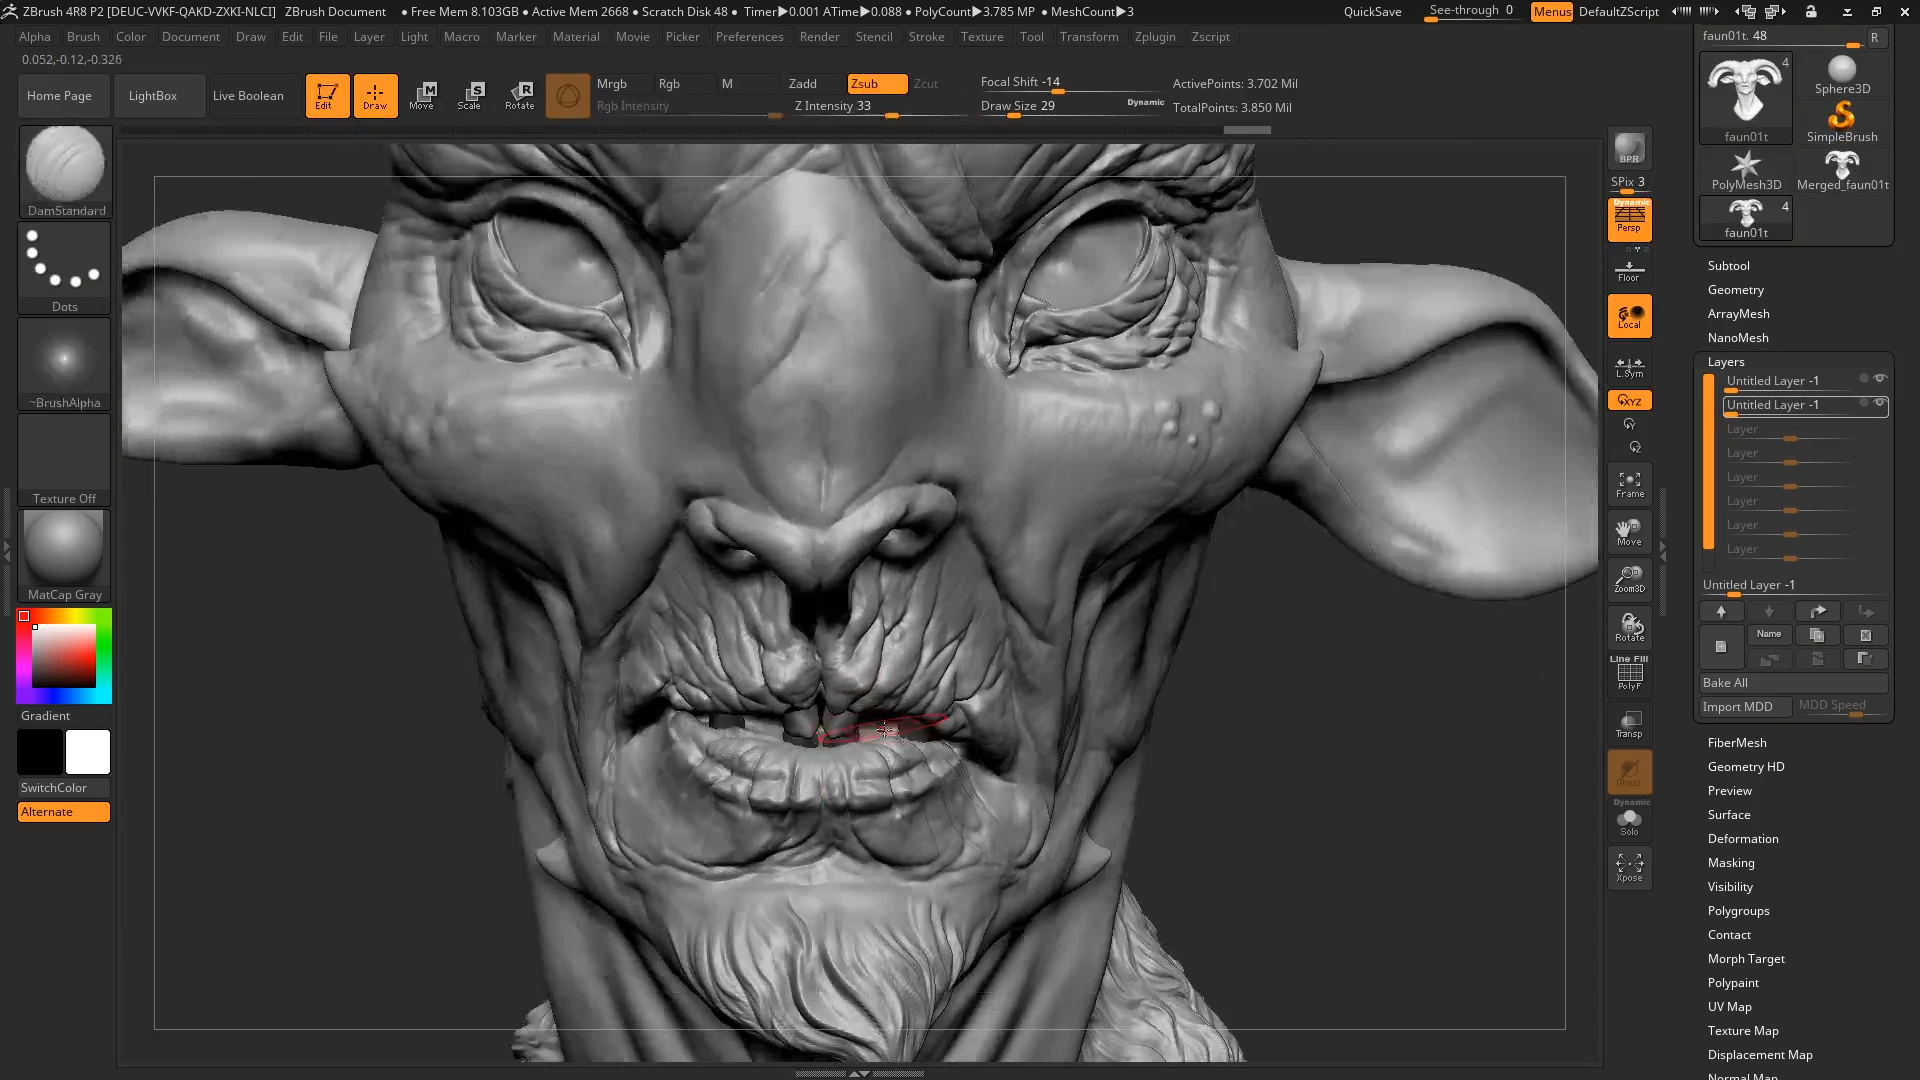 ZBrush 4R8 P2 [DEUC-VVKF-QAKD-ZXKI-NLCI] ZBrush Document ● Free Mem 8.103GB ● Active Mem 2668 ● Scratch Disk 48 ● Timer▶0.001 ATime▶0.088 ● PolyCount▶3.785 MP ● MeshCount▶3 QuickSave See-through 0 Menus DefaultZScript
Alpha Brush Color Document Draw Edit File Layer Light Macro Marker Material Movie Picker Preferences Render Stencil Stroke Texture Tool Transform Zplugin Zscript
0.052,-0.12,-0.326
Home Page LightBox Live Boolean Edit Draw Move Scale Rotate
M S R
Mrgb Rgb M Zadd Zsub Zcut
Rgb Intensity Z Intensity 33
Focal Shift -14
Draw Size 29 Dynamic
ActivePoints: 3.702 Mil
TotalPoints: 3.850 Mil
DamStandard
Dots
~BrushAlpha
Texture Off
MatCap Gray
Gradient
SwitchColor
Alternate
BPR
SPix 3
Dynamic
Persp
Floor
Local
L.Sym
XYZ
Y
Z
Frame
Move
Zoom3D
Rotate
Line Fill
PolyF
Transp
Ghost
Dynamic
Solo
Xpose
faun01t. 48 R
4
faun01t
Sphere3D
SimpleBrush
PolyMesh3D
Merged_faun01t
4
faun01t
Subtool
Geometry
ArrayMesh
NanoMesh
Layers
Untitled Layer -1
Untitled Layer -1
Layer
Layer
Layer
Layer
Layer
Layer
Untitled Layer -1
Name
Bake All
Import MDD MDD Speed
FiberMesh
Geometry HD
Preview
Surface
Deformation
Masking
Visibility
Polygroups
Contact
Morph Target
Polypaint
UV Map
Texture Map
Displacement Map
Normal Map